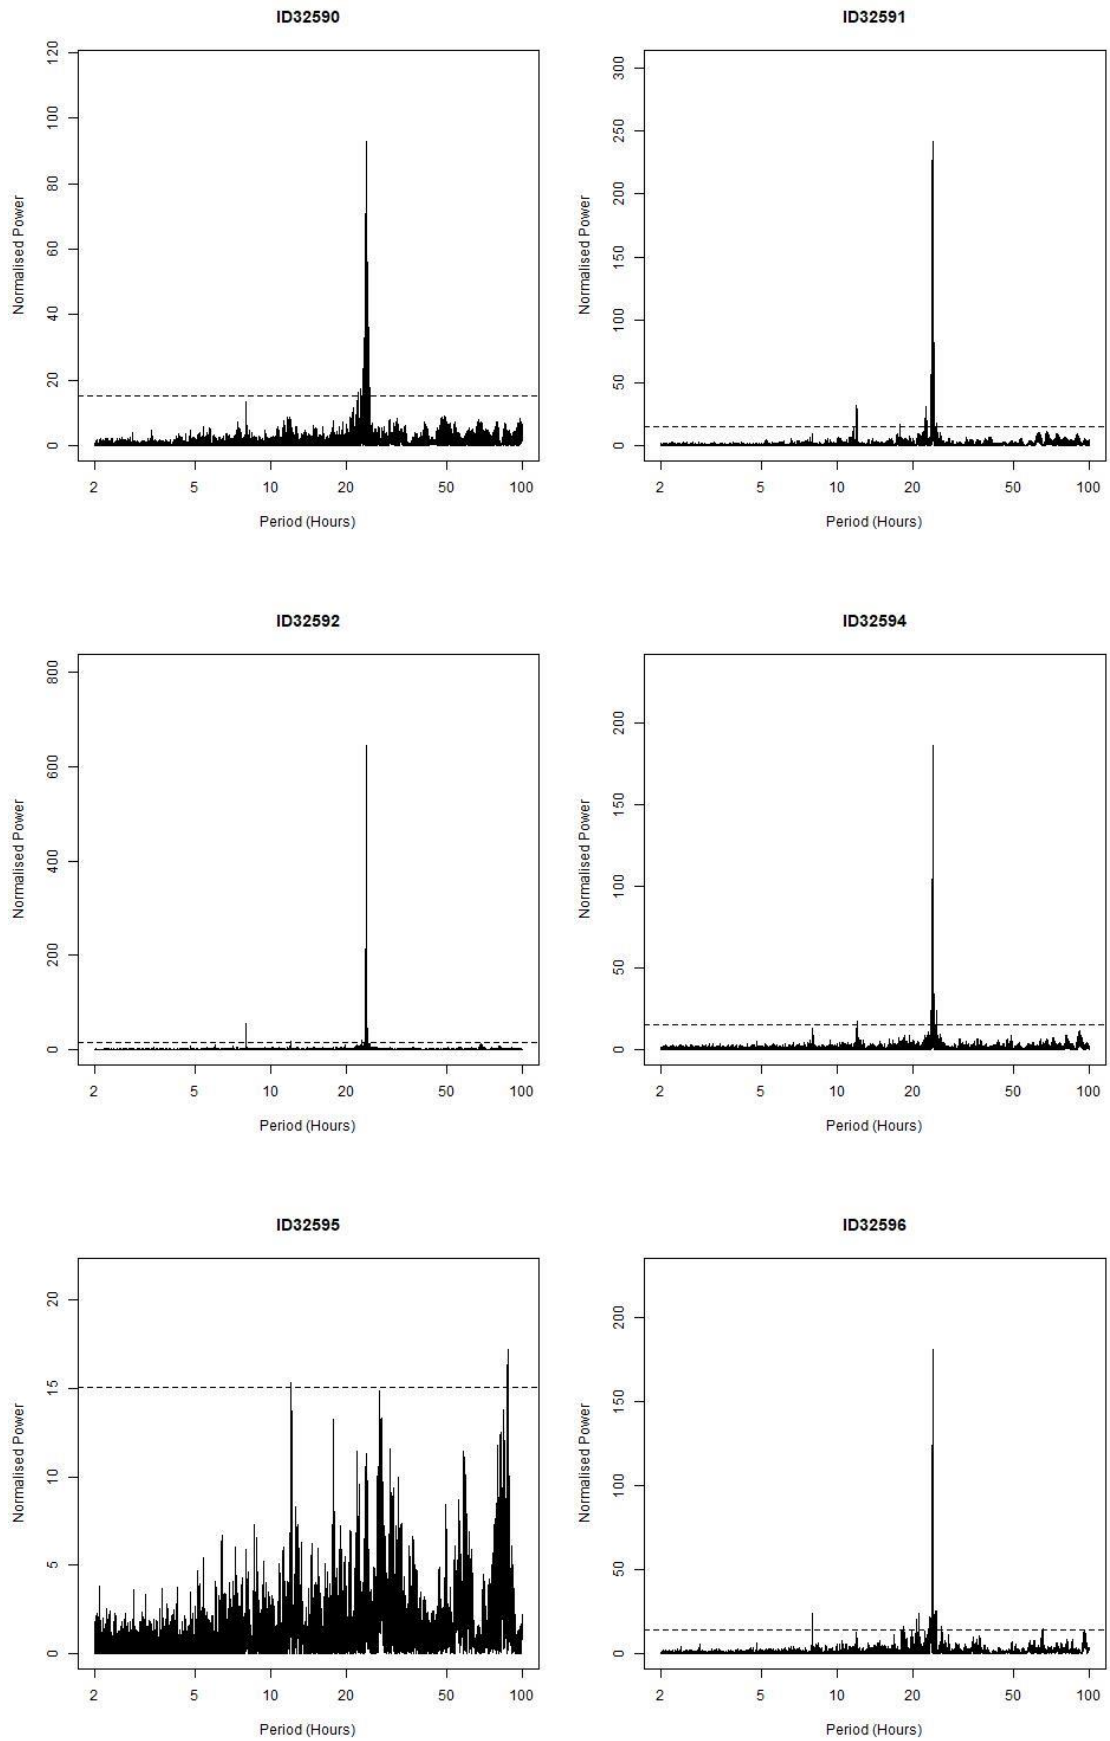 ID32590
120
100
80
60
40
20
0
Normalised Power
2 5 10 20 50 100
Period (Hours)
ID32591
300
250
200
150
100
50
0
Normalised Power
2 5 10 20 50 100
Period (Hours)
ID32592
800
600
400
200
0
Normalised Power
2 5 10 20 50 100
Period (Hours)
ID32594
200
150
100
50
0
Normalised Power
2 5 10 20 50 100
Period (Hours)
ID32595
20
15
10
5
0
Normalised Power
2 5 10 20 50 100
Period (Hours)
ID32596
200
150
100
50
0
Normalised Power
2 5 10 20 50 100
Period (Hours)